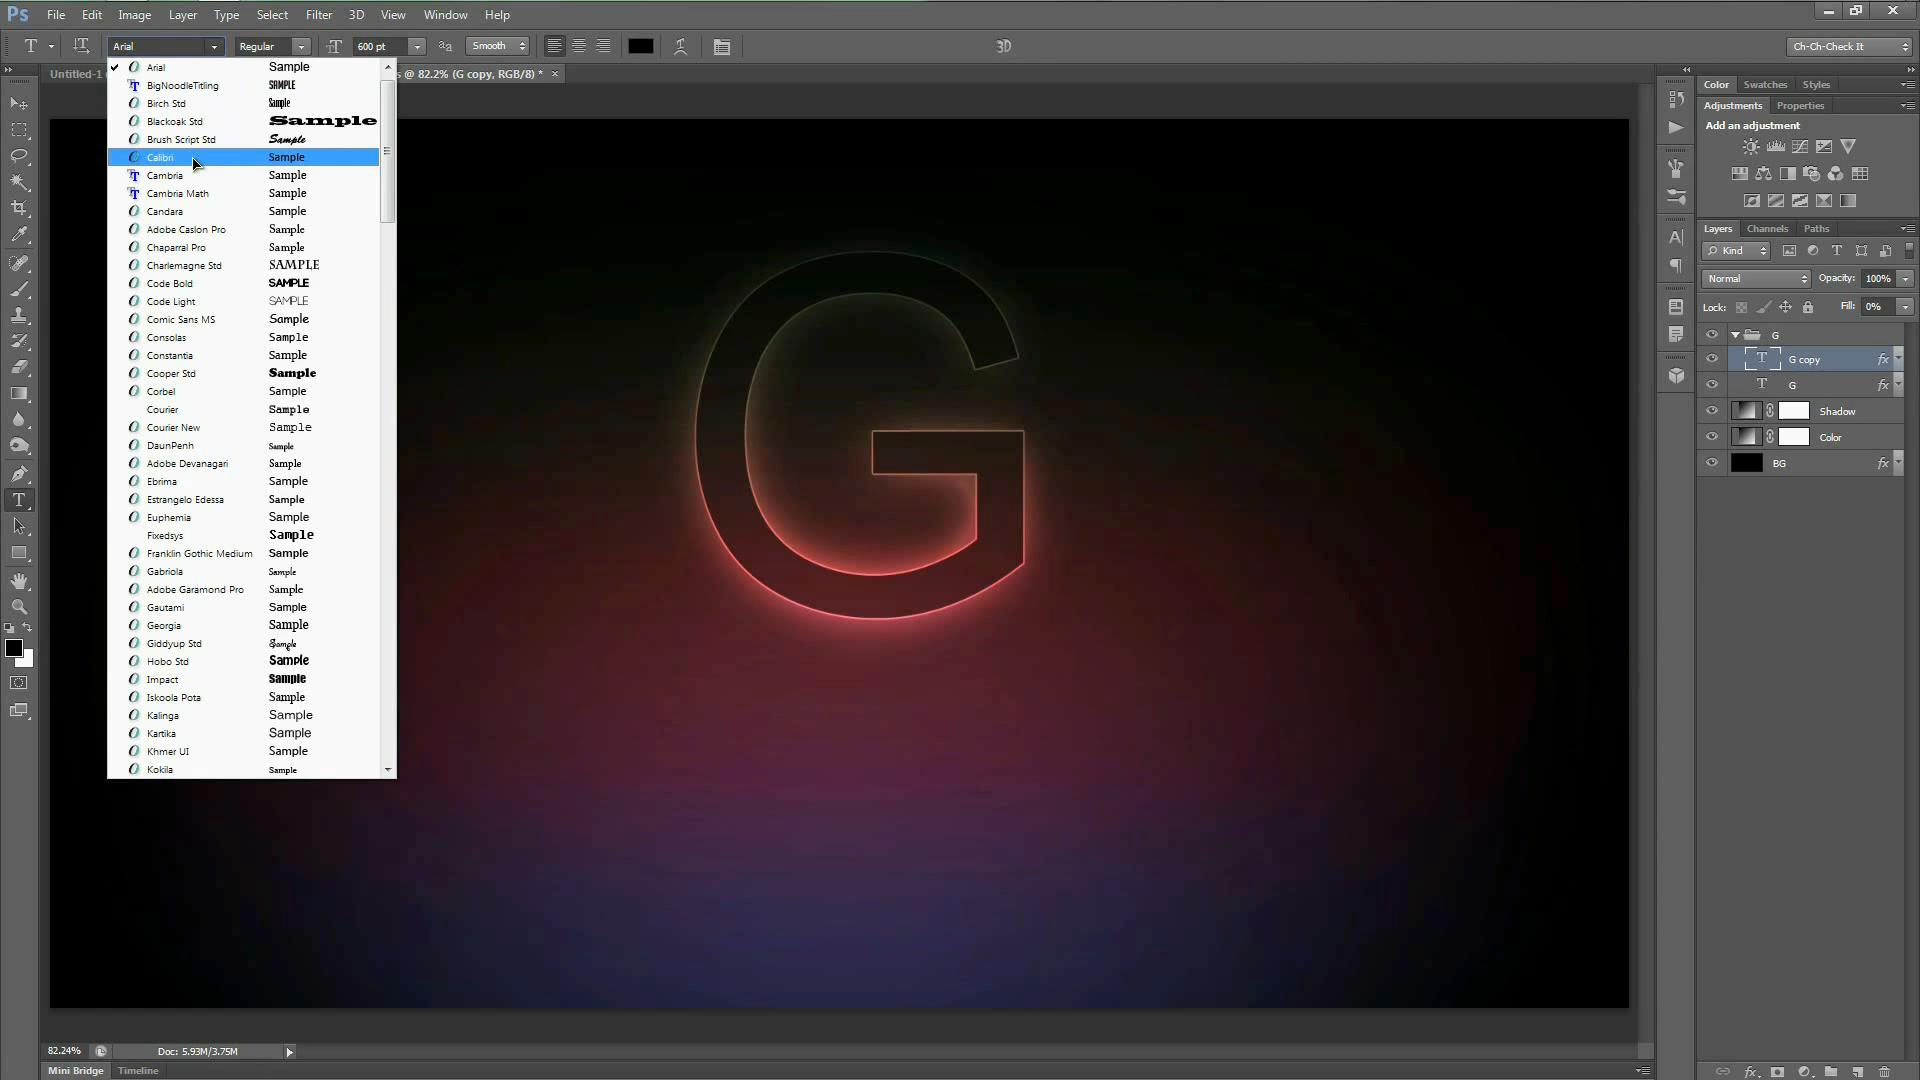 Ps File Edit Image Layer Type Select Filter 3D View Window Help
T Arial Regular 600 pt Smooth 3D Ch-Ch-Check It
Untitled-1 s @ 82.2% (G copy, RGB/8) *
Arial Sample
BigNoodleTitling SAMPLE
Birch Std Sample
Blackoak Std Sample
Brush Script Std Sample
Calibri Sample
Cambria Sample
Cambria Math Sample
Candara Sample
Adobe Caslon Pro Sample
Chaparral Pro Sample
Charlemagne Std SAMPLE
Code Bold SAMPLE
Code Light SAMPLE
Comic Sans MS Sample
Consolas Sample
Constantia Sample
Cooper Std Sample
Corbel Sample
Courier Sample
Courier New Sample
DaunPenh Sample
Adobe Devanagari Sample
Ebrima Sample
Estrangelo Edessa Sample
Euphemia Sample
Fixedsys Sample
Franklin Gothic Medium Sample
Gabriola Sample
Adobe Garamond Pro Sample
Gautami Sample
Georgia Sample
Giddyup Std Sample
Hobo Std Sample
Impact Sample
Iskoola Pota Sample
Kalinga Sample
Kartika Sample
Khmer UI Sample
Kokila Sample
G
Color Swatches Styles
Adjustments Properties
Add an adjustment
Layers Channels Paths
Kind
Normal Opacity: 100%
Lock: Fill: 0%
G
T G copy fx
T G fx
Shadow
Color
BG fx
82.24% Doc: 5.93M/3.75M
Mini Bridge Timeline